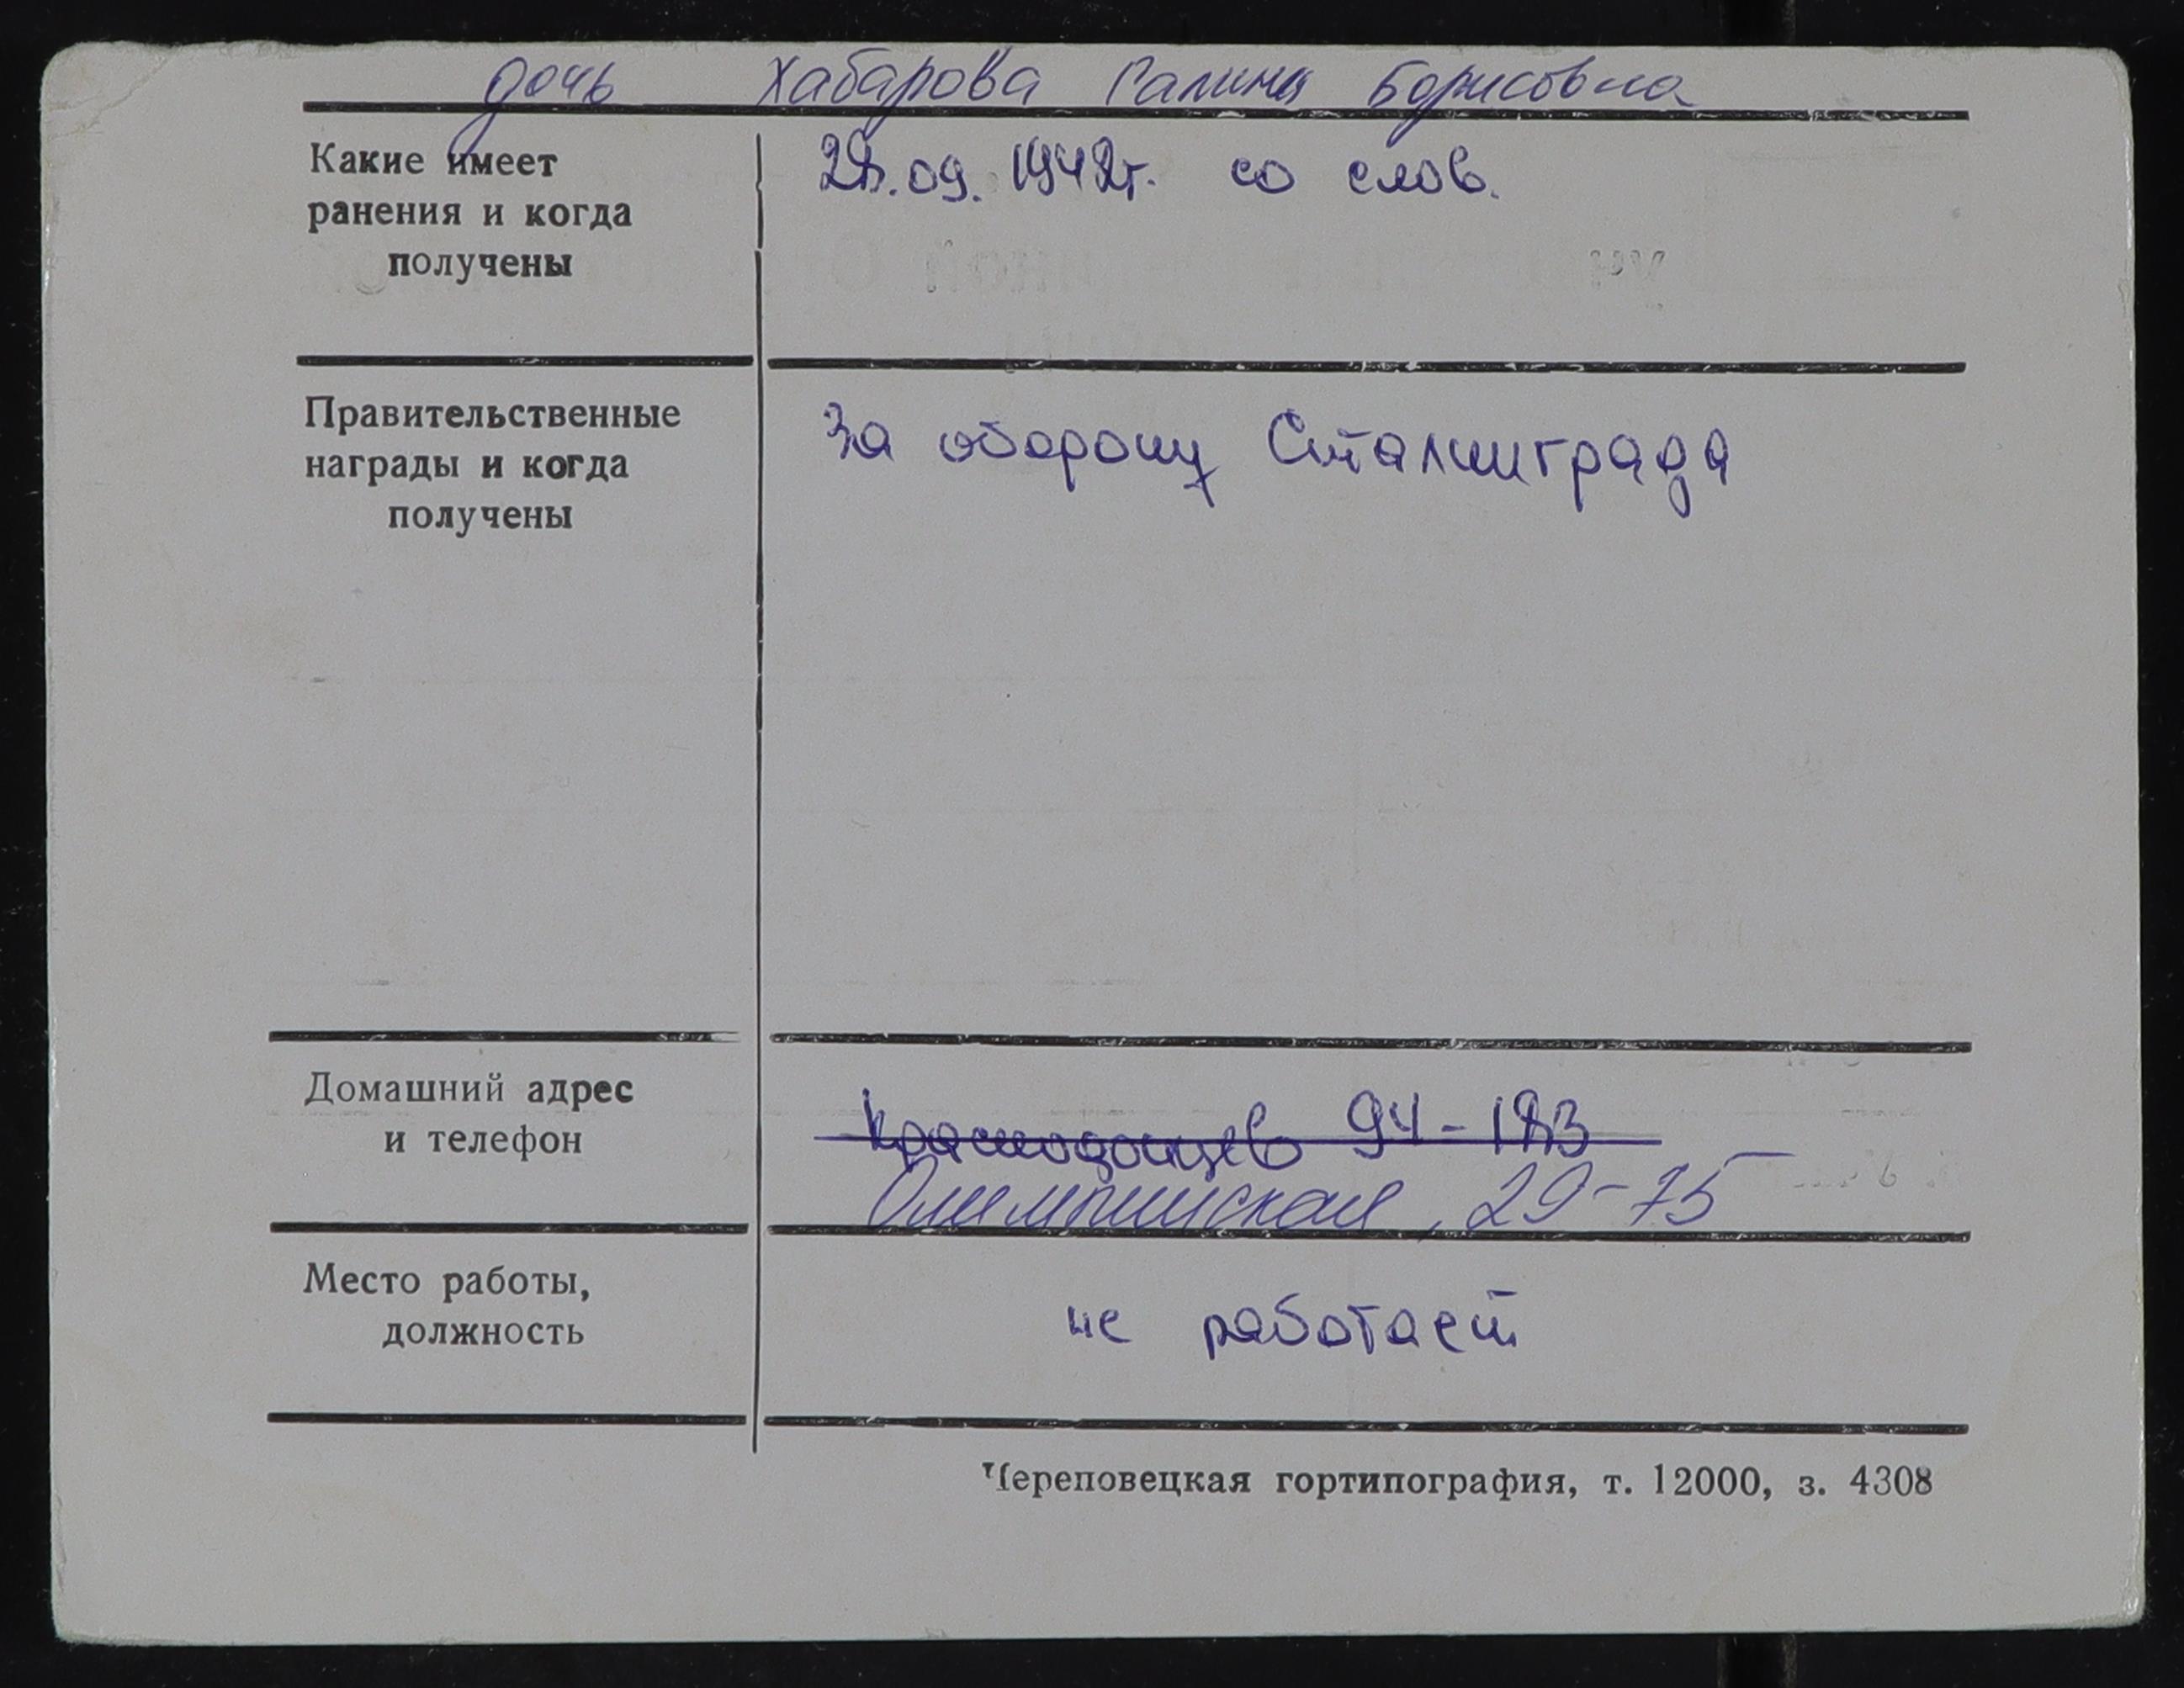 дочь Хабарова Галина Борисовна
Какие имеет
ранения и когда
получены
28.09.1942г. со слов.
Правительственные
награды и когда
получены
За оборону Сталинграда
Домашний адрес
и телефон
Краснодонцев 94-123
Олимпийская, 29-75
Место работы,
должность
не работает
Череповецкая гортипография, т. 12000, з. 4308